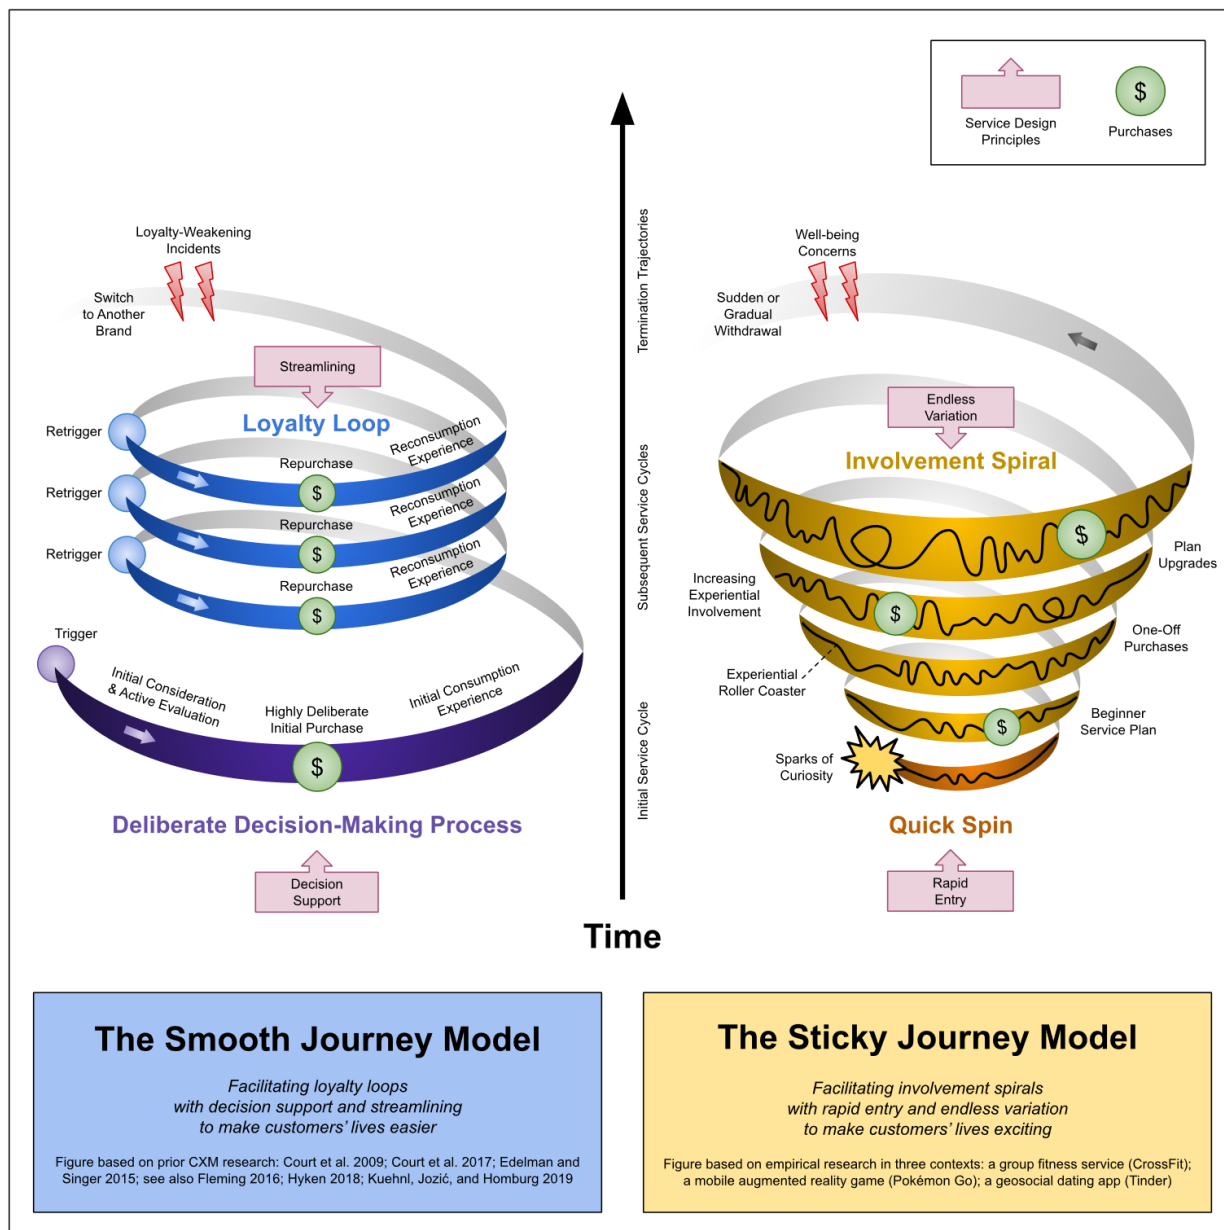 $
Service Design
Principles
Purchases
Loyalty-Weakening
Incidents
Switch
to Another
Brand
Streamlining
Loyalty Loop
Retrigger
Repurchase
$
Reconsumption
Experience
Retrigger
Repurchase
$
Reconsumption
Experience
Retrigger
Repurchase
$
Reconsumption
Experience
Trigger
Initial Consideration
& Active Evaluation
Highly Deliberate
Initial Purchase
$
Initial Consumption
Experience
Deliberate Decision-Making Process
Decision
Support
Termination Trajectories
Subsequent Service Cycles
Initial Service Cycle
Time
Well-being
Concerns
Sudden or
Gradual
Withdrawal
Endless
Variation
Involvement Spiral
$
Plan
Upgrades
Increasing
Experiential
Involvement
$
One-Off
Purchases
Experiential
Roller Coaster
$
Beginner
Service Plan
Sparks of
Curiosity
Quick Spin
Rapid
Entry
The Smooth Journey Model
Facilitating loyalty loops
with decision support and streamlining
to make customers' lives easier
Figure based on prior CXM research: Court et al. 2009; Court et al. 2017; Edelman and
Singer 2015; see also Fleming 2016; Hyken 2018; Kuehnl, Jozić, and Homburg 2019
The Sticky Journey Model
Facilitating involvement spirals
with rapid entry and endless variation
to make customers' lives exciting
Figure based on empirical research in three contexts: a group fitness service (CrossFit);
a mobile augmented reality game (Pokémon Go); a geosocial dating app (Tinder)